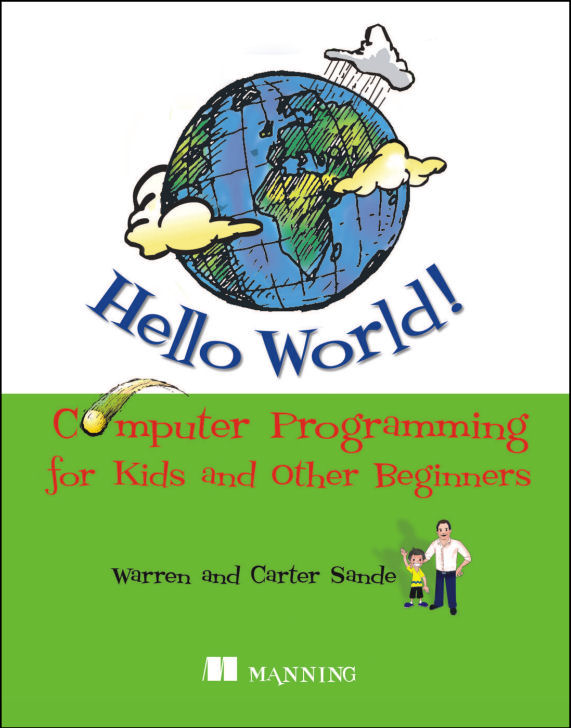 Hello World!
Computer Programming
for Kids and Other Beginners
Warren and Carter Sande
MANNING